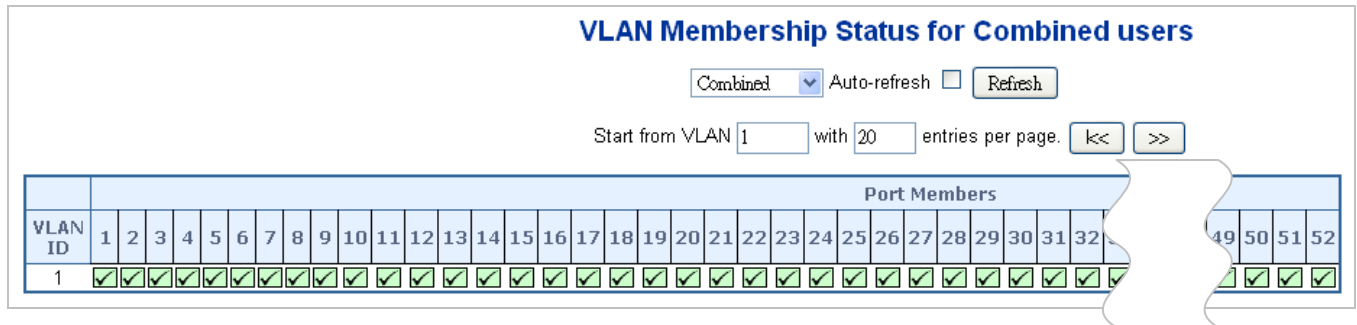 VLAN Membership Status for Combined users
Combined Auto-refresh Refresh
Start from VLAN 1 with 20 entries per page. k<< >>
Port Members
VLAN ID 1 2 3 4 5 6 7 8 9 10 11 12 13 14 15 16 17 18 19 20 21 22 23 24 25 26 27 28 29 30 31 32 49 50 51 52
1